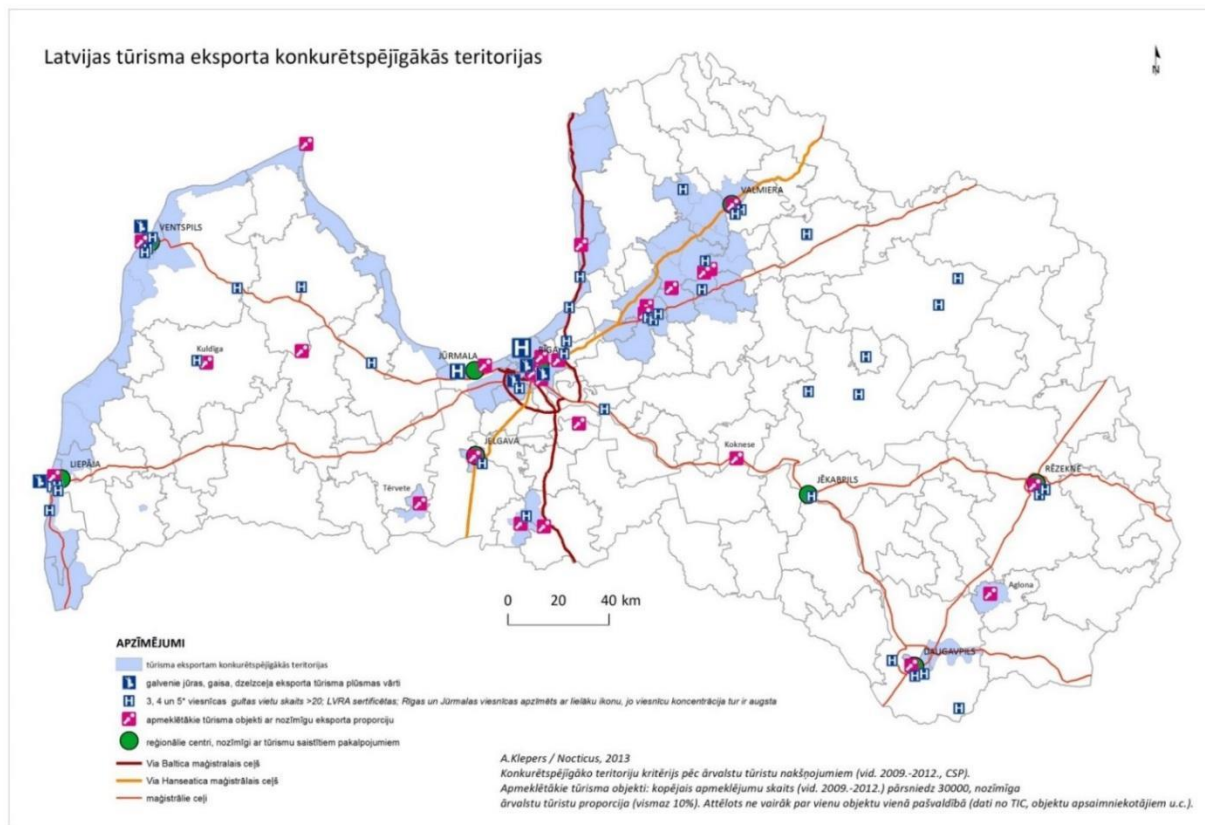 Latvijas tūrisma eksporta konkurētspējīgākās teritorijas
N
VALMIERA
VENTSPILS
Kuldīga
JŪRMALA
RĪGA
LIEPĀJA
JELGAVA
Tērvete
Koknese
JĒKABPILS
RĒZEKNE
Aglona
DAUGAVPILS
0 20 40 km
APZĪMĒJUMI
tūrisma eksportam konkurētspējīgākās teritorijas
galvenie jūras, gaisa, dzelzceļa eksporta tūrisma plūsmas vārti
3, 4 un 5* viesnīcas gultas vietu skaits >20; LVRA sertificētas; Rīgas un Jūrmalas viesnīcas apzīmēts ar lielāku ikonu, jo viesnīcu koncentrācija tur ir augsta
apmeklētākie tūrisma objekti ar nozīmīgu eksporta proporciju
reģionālie centri, nozīmīgi ar tūrismu saistītiem pakalpojumiem
Via Baltica maģistralais ceļš
Via Hanseatica maģistrālais ceļš
maģistrālie ceļi
A.Klepers / Nocticus, 2013
Konkurētspējīgāko teritoriju kritērijs pēc ārvalstu tūristu nakšņojumiem (vid. 2009.-2012., CSP).
Apmeklētākie tūrisma objekti: kopējais apmeklējumu skaits (vid. 2009.-2012.) pārsniedz 30000, nozīmīga
ārvalstu tūristu proporcija (vismaz 10%). Attēlots ne vairāk par vienu objektu vienā pašvaldībā (dati no TIC, objektu apsaimniekotājiem u.c.).